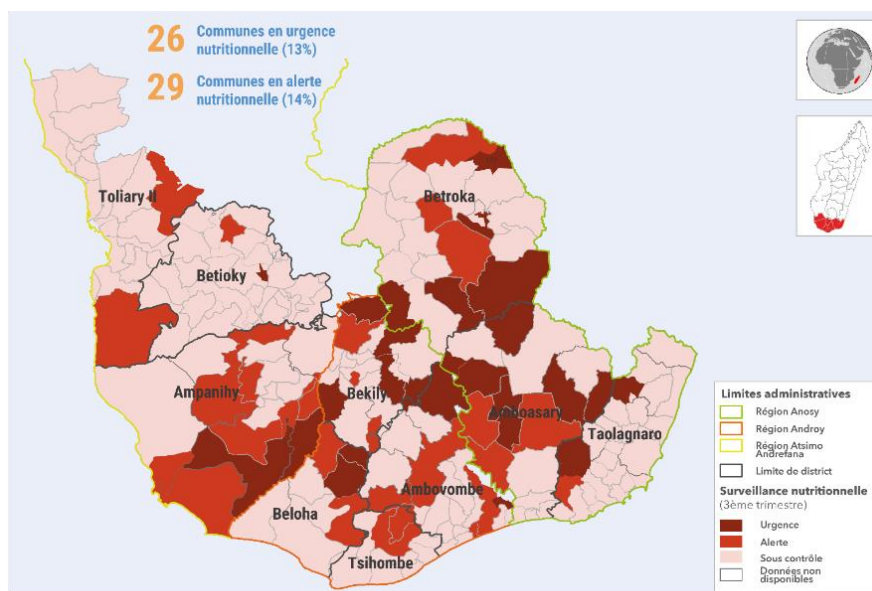 26
Communes en urgence
nutritionnelle (13%)
29
Communes en alerte
nutritionnelle (14%)
Betroka
Toliary II
Betioky
Ampanihy
Bekily
Amboasary
Taolagnaro
Ambovombe
Beloha
Tsihombe
Limites administratives
Région Anosy
Région Androy
Région Atsimo
Andrefana
Limite de district
Surveillance nutritionnelle
(3ème trimestre)
Urgence
Alerte
Sous contrôle
Données non
disponibles